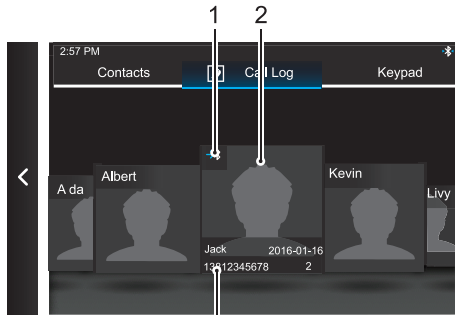 1 2
2:57 PM
Contacts Call Log Keypad
A da Albert Kevin Livy
Jack 2016-01-16
13812345678 2